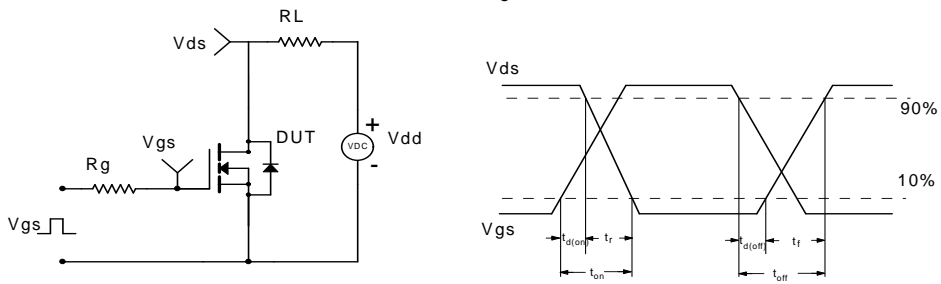 RL
Vds
Vgs
DUT
VDC
+
Vdd
-
Rg
Vgs
Vds
90%
10%
Vgs
td(on)
tr
td(off)
tf
ton
toff